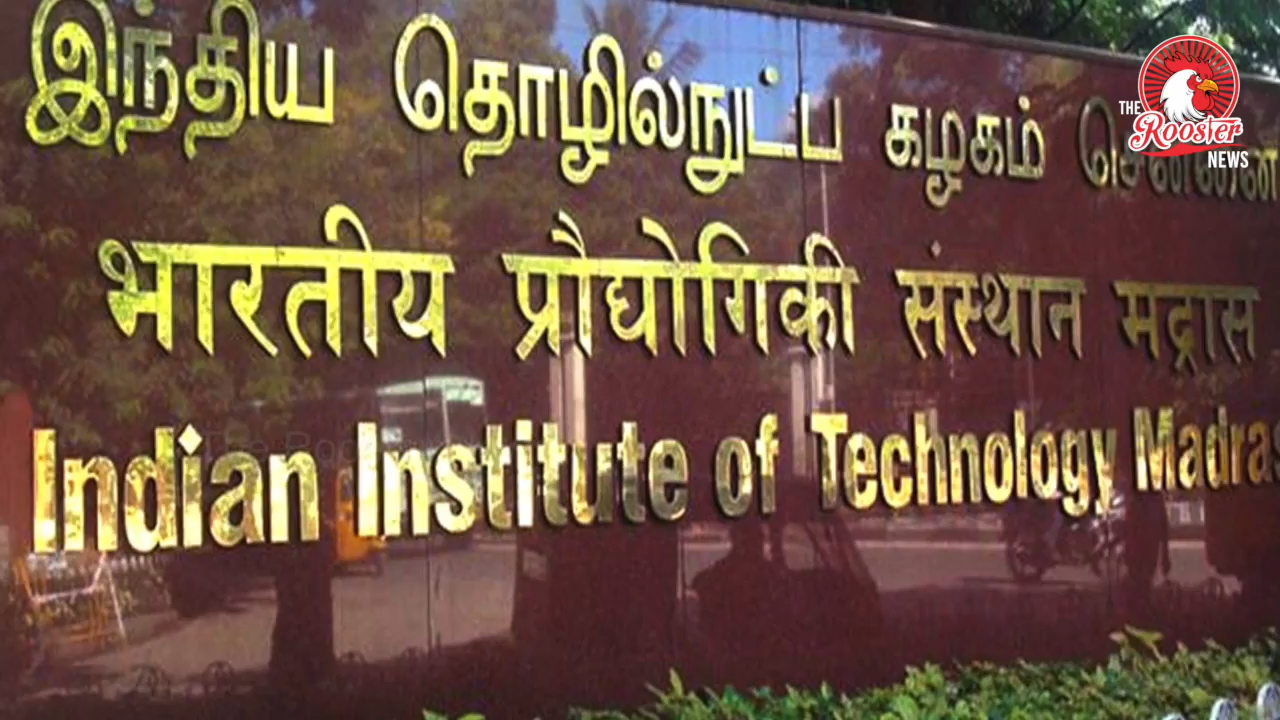 இந்திய தொழில்நுட்ப கழகம் சென்னை
भारतीय प्रौद्योगिकी संस्थान मद्रास
Indian Institute of Technology Madras
THE
Rooster
NEWS